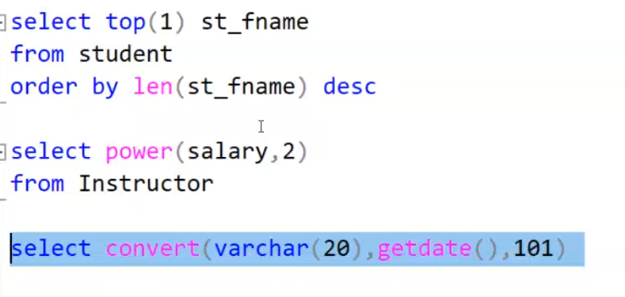 select top(1) st_fname
from student
order by len(st_fname) desc
select power(salary,2)
from Instructor
select convert(varchar(20),getdate(),101)